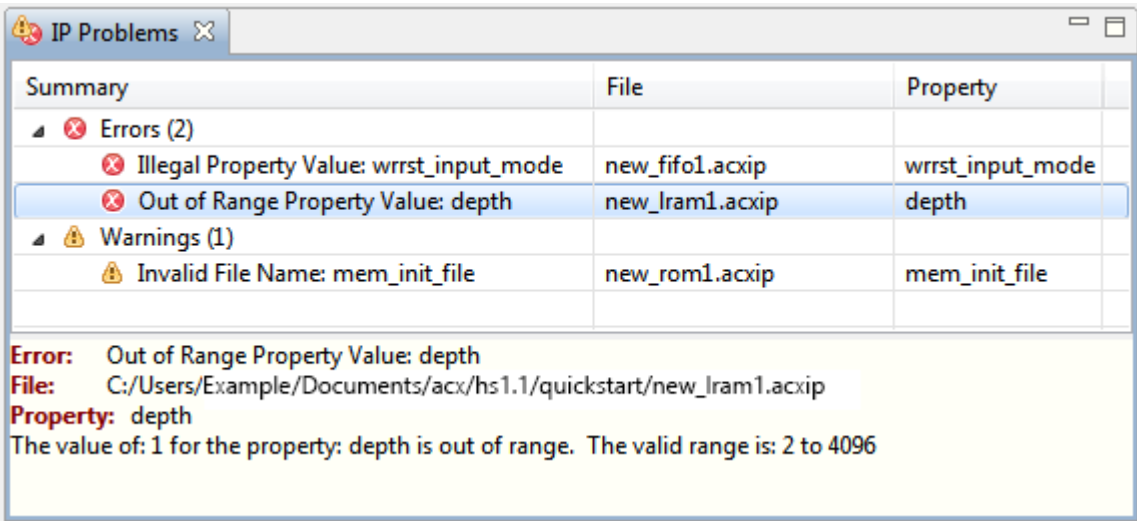 IP Problems
Summary File Property
Errors (2)
Illegal Property Value: wrrst_input_mode new_fifo1.acxip wrrst_input_mode
Out of Range Property Value: depth new_lram1.acxip depth
Warnings (1)
Invalid File Name: mem_init_file new_rom1.acxip mem_init_file
Error: Out of Range Property Value: depth
File: C:/Users/Example/Documents/acx/hs1.1/quickstart/new_lram1.acxip
Property: depth
The value of: 1 for the property: depth is out of range. The valid range is: 2 to 4096